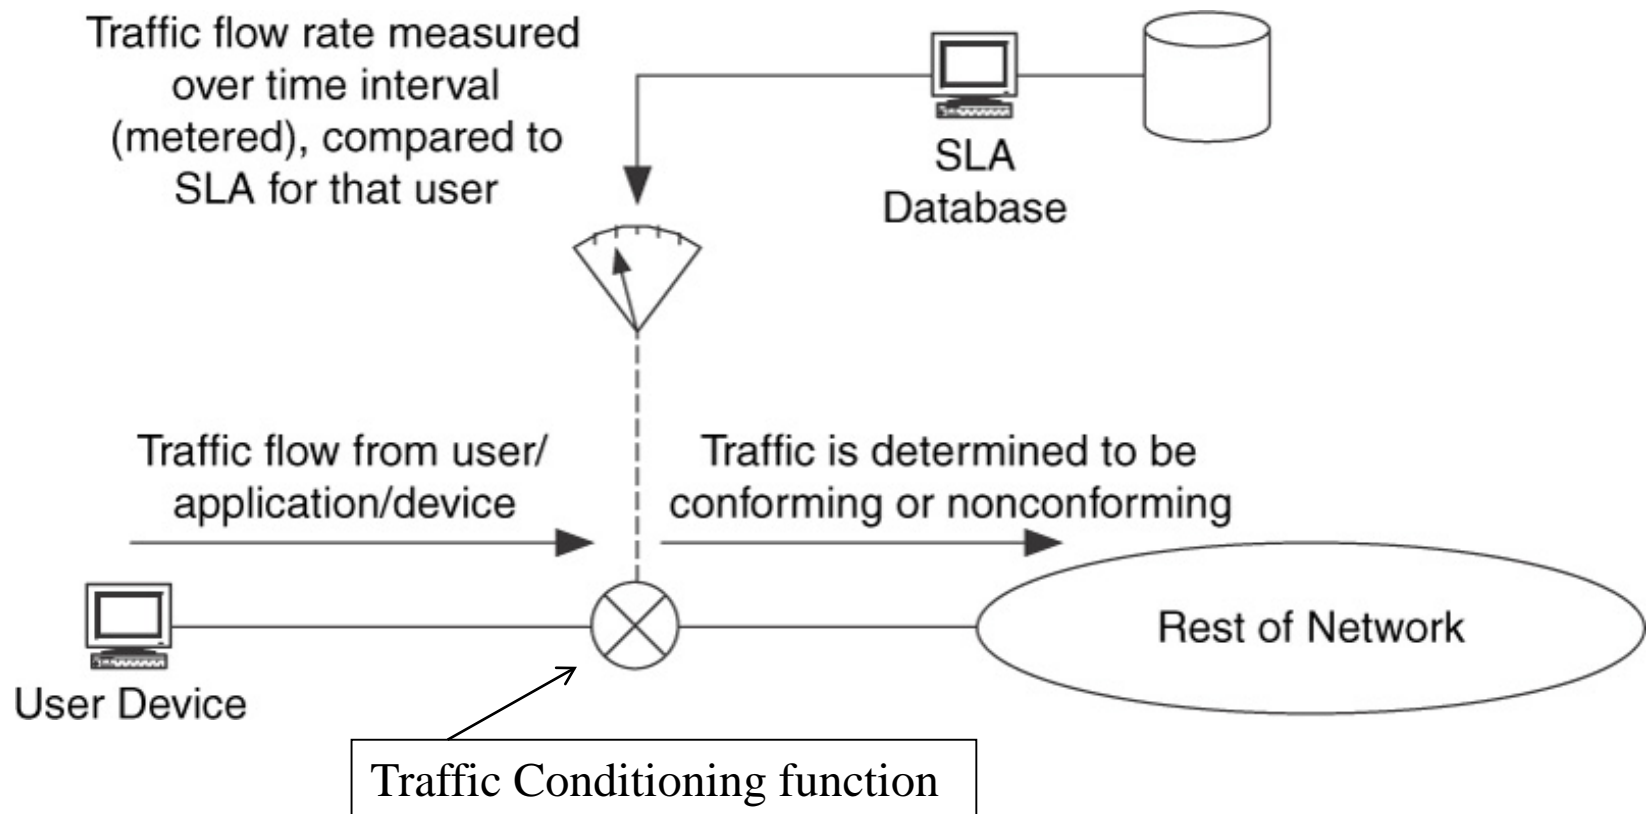 Traffic flow rate measured
over time interval
(metered), compared to
SLA for that user
SLA
Database
Traffic flow from user/
application/device
Traffic is determined to be
conforming or nonconforming
Rest of Network
User Device
Traffic Conditioning function